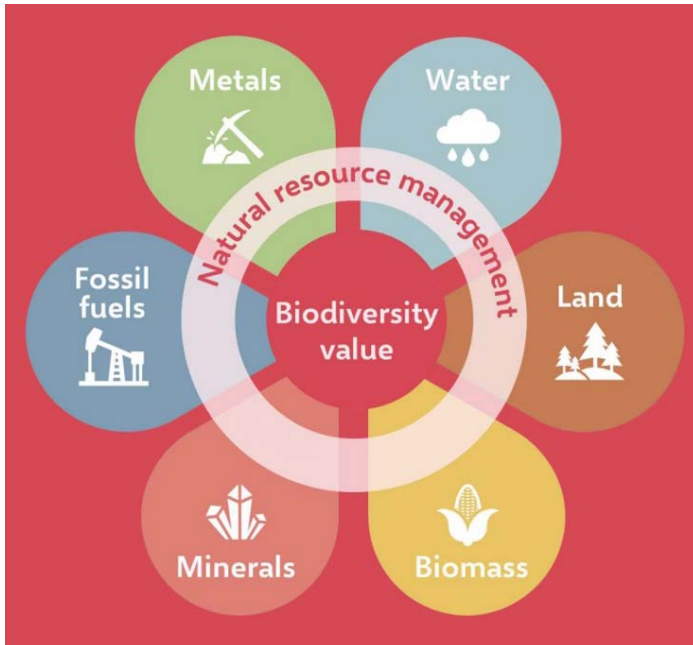 Metals
Water
Natural resource management
Fossil
fuels
Biodiversity
value
Land
Minerals
Biomass